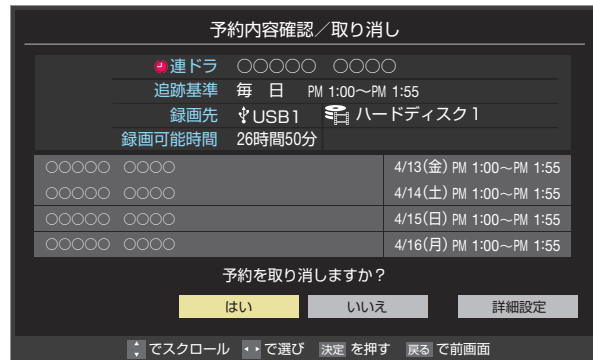 予約内容確認／取り消し
連ドラ ○○○○○ ○○○○
追跡基準 毎 日 PM 1:00～PM 1:55
録画先 USB1 ハードディスク1
録画可能時間 26時間50分
○○○○○ ○○○○ 4/13(金) PM 1:00～PM 1:55
○○○○○ ○○○○ 4/14(土) PM 1:00～PM 1:55
○○○○○ ○○○○ 4/15(日) PM 1:00～PM 1:55
○○○○○ ○○○○ 4/16(月) PM 1:00～PM 1:55
予約を取り消しますか？
はい いいえ 詳細設定
でスクロール で選び 決定 を押す 戻る で前画面